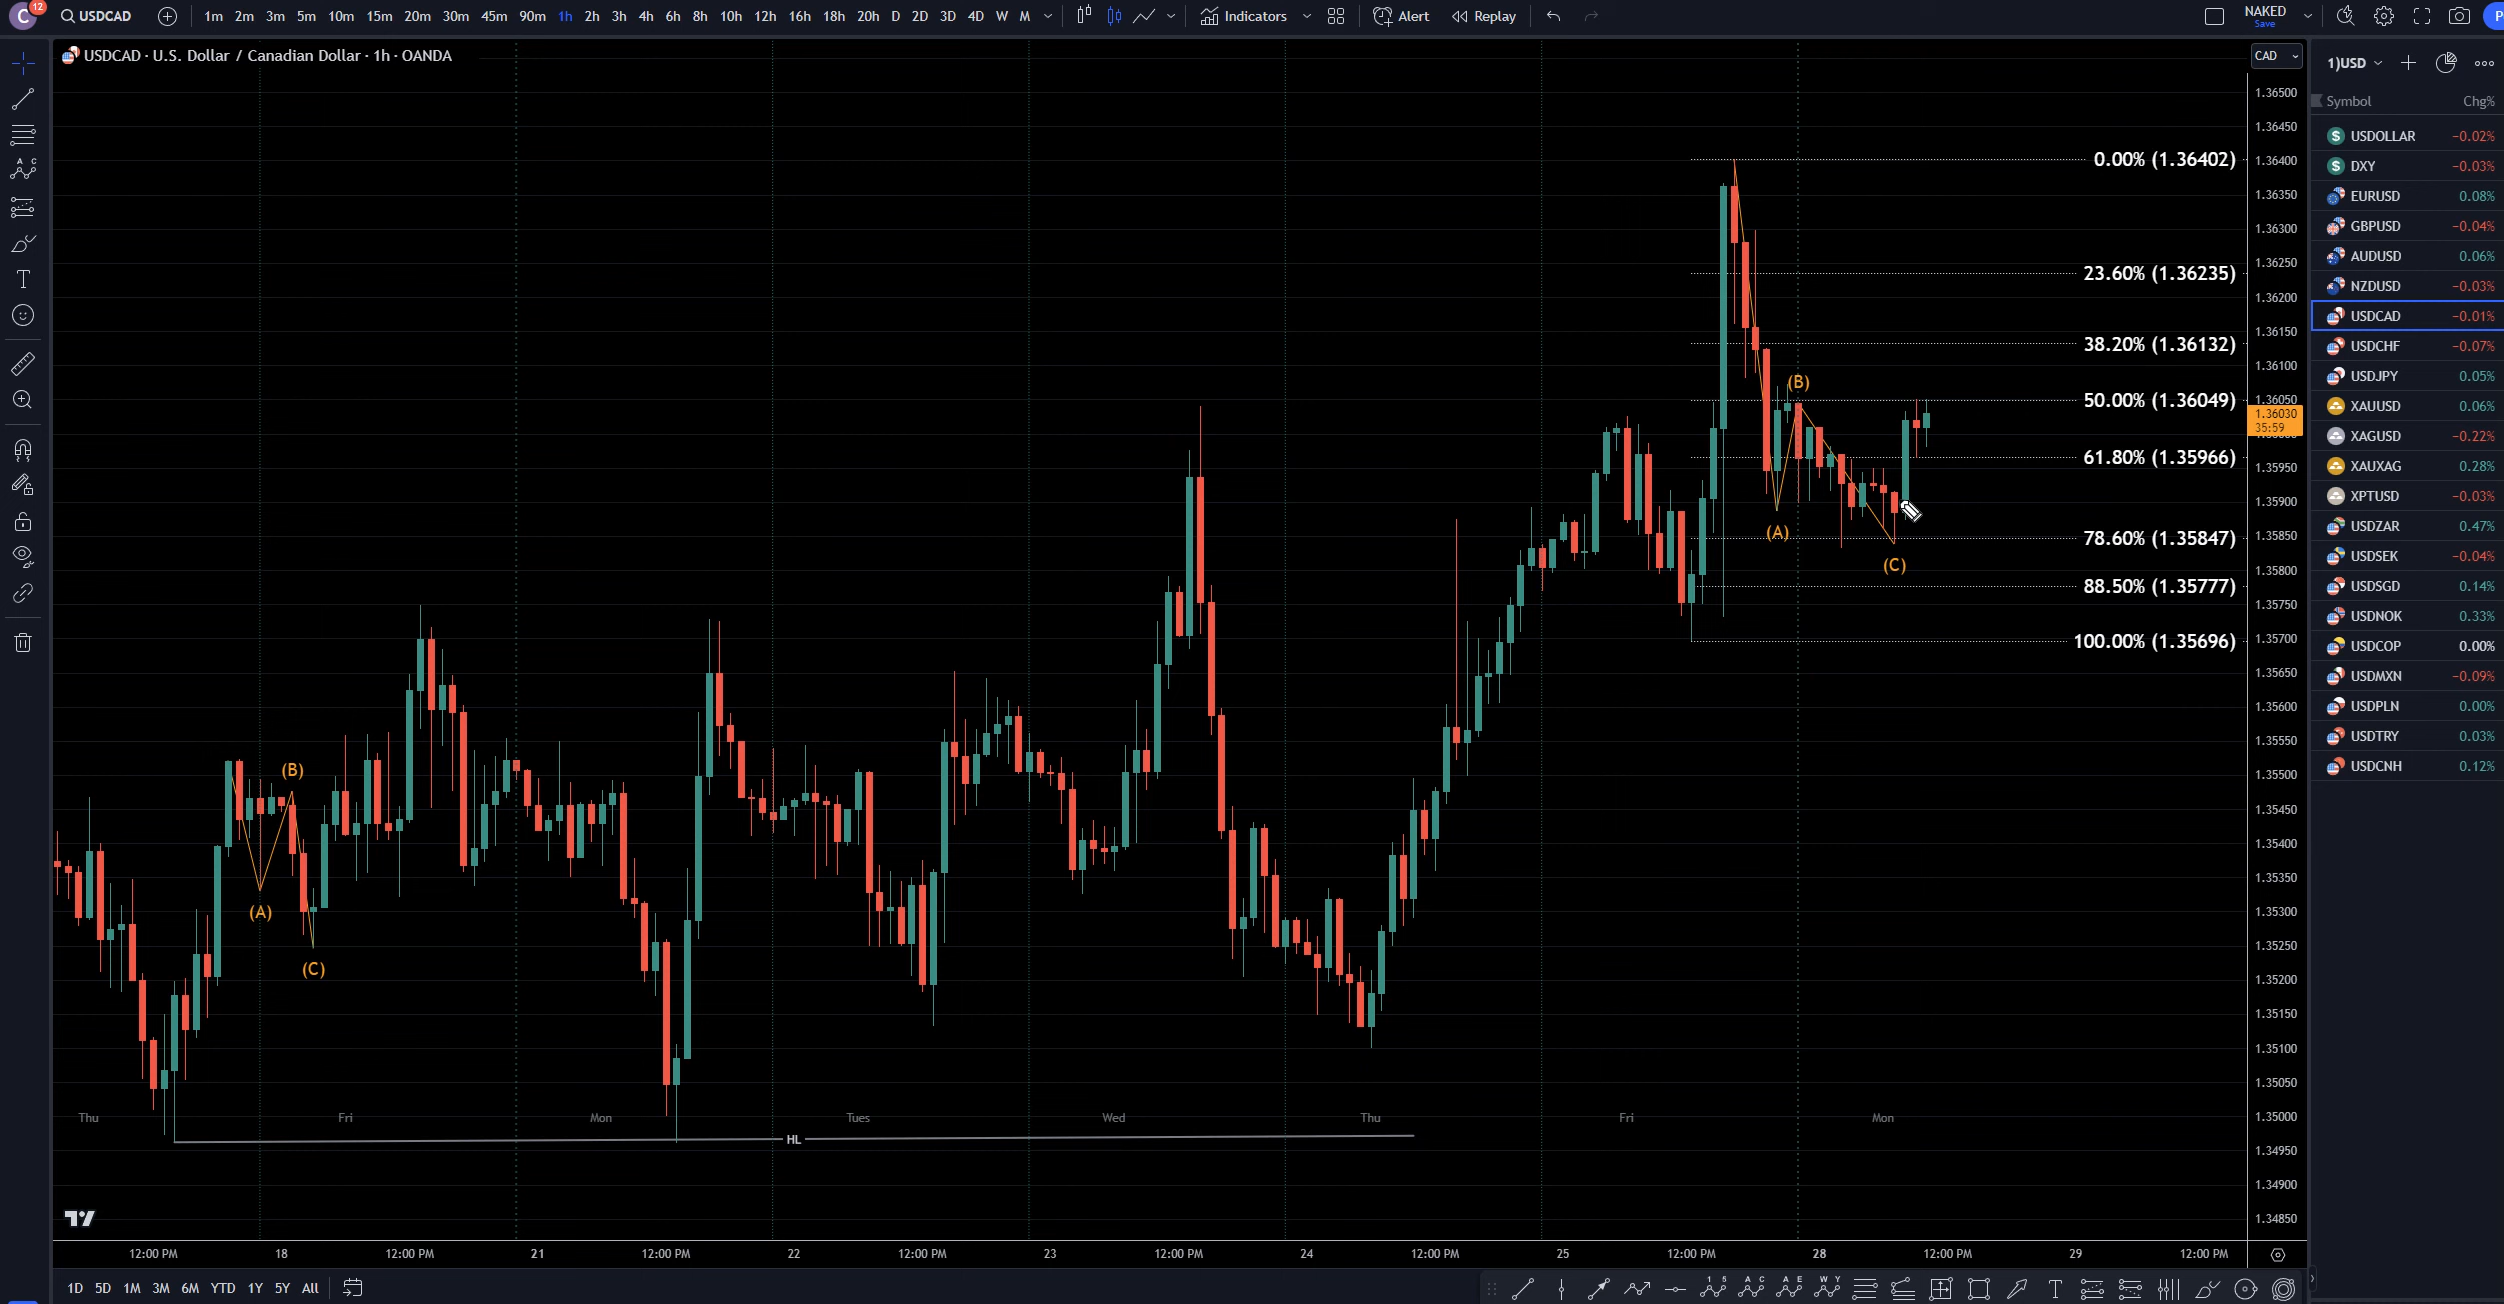 C 12 USDCAD 1m 2m 3m 5m 10m 15m 20m 30m 45m 90m 1h 2h 3h 4h 6h 8h 10h 12h 16h 18h 20h D 2D 3D 4D W M Indicators Alert Replay NAKED
Save
USDCAD · U.S. Dollar / Canadian Dollar · 1h · OANDA
CAD
1)USD
Symbol Chg%
USDOLLAR −0.02%
DXY −0.03%
EURUSD 0.08%
GBPUSD −0.04%
AUDUSD 0.06%
NZDUSD −0.03%
USDCAD −0.01%
USDCHF −0.07%
USDJPY 0.05%
XAUUSD 0.06%
XAGUSD −0.22%
XAUXAG 0.28%
XPTUSD −0.03%
USDZAR 0.47%
USDSEK −0.04%
USDSGD 0.14%
USDNOK 0.33%
USDCOP 0.00%
USDMXN −0.09%
USDPLN 0.00%
USDTRY 0.03%
USDCNH 0.12%
0.00% (1.36402)
23.60% (1.36235)
38.20% (1.36132)
50.00% (1.36049)
61.80% (1.35966)
78.60% (1.35847)
88.50% (1.35777)
100.00% (1.35696)
1.36500
1.36450
1.36400
1.36350
1.36300
1.36250
1.36200
1.36150
1.36100
1.36050
1.36030
35:59
1.35950
1.35900
1.35850
1.35800
1.35750
1.35700
1.35650
1.35600
1.35550
1.35500
1.35450
1.35400
1.35350
1.35300
1.35250
1.35200
1.35150
1.35100
1.35050
1.35000
1.34950
1.34900
1.34850
(B)
(A)
(C)
(B)
(A)
(C)
Thu Fri Mon Tues Wed Thu Fri Mon
HL
12:00 PM 18 12:00 PM 21 12:00 PM 22 12:00 PM 23 12:00 PM 24 12:00 PM 25 12:00 PM 28 12:00 PM 29 12:00 PM
1D 5D 1M 3M 6M YTD 1Y 5Y All